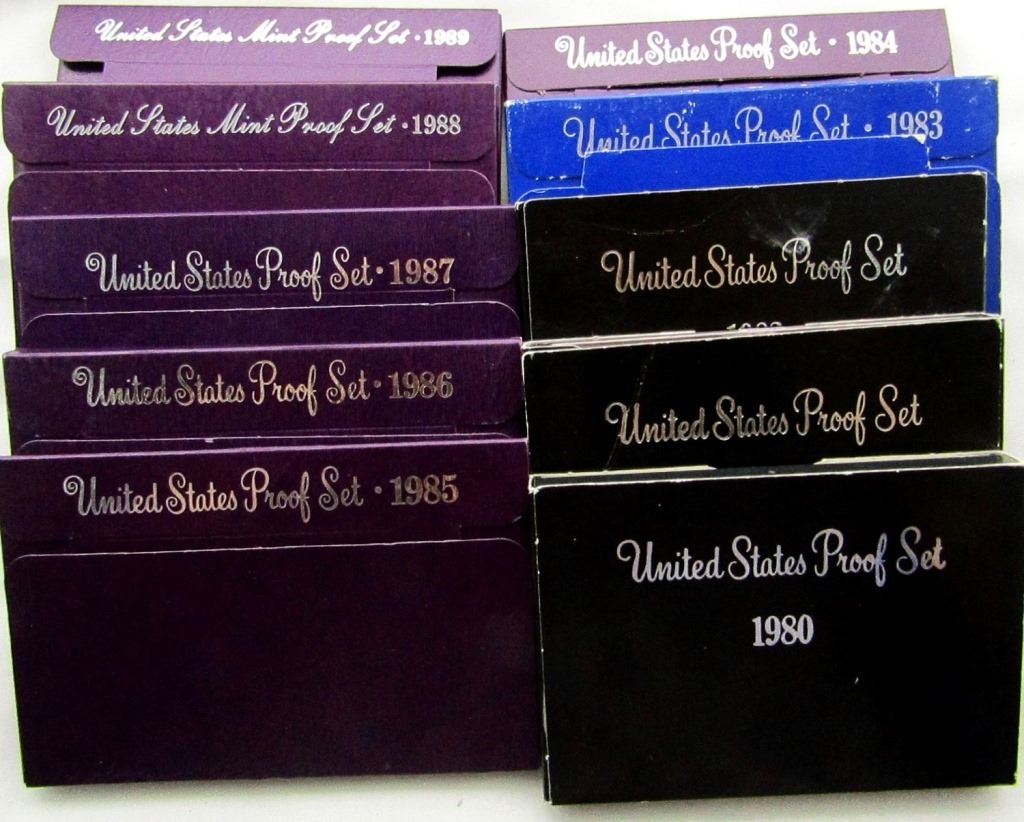 United States Mint Proof Set · 1989
United States Mint Proof Set · 1988
United States Proof Set · 1987
United States Proof Set · 1986
United States Proof Set · 1985
United States Proof Set · 1984
United States Proof Set · 1983
United States Proof Set
United States Proof Set
United States Proof Set
1980